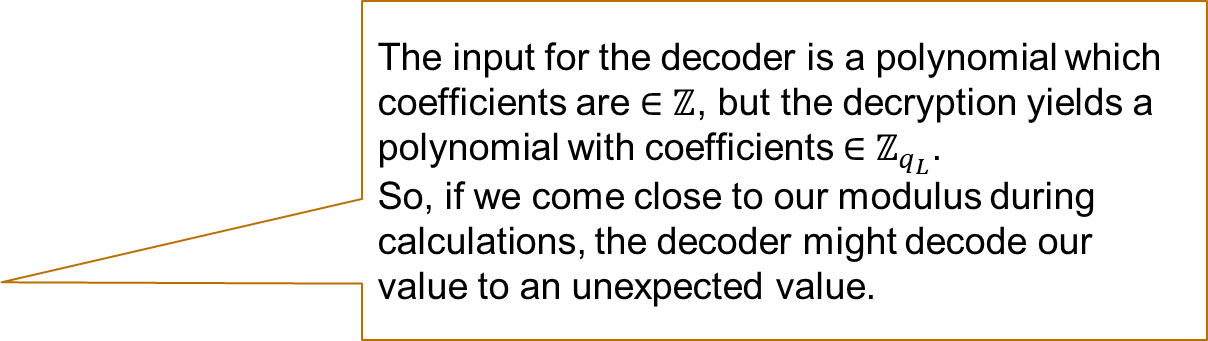 The input for the decoder is a polynomial which
coefficients are ∈ ℤ, but the decryption yields a
polynomial with coefficients ∈ ℤ_{q_L}.
So, if we come close to our modulus during
calculations, the decoder might decode our
value to an unexpected value.